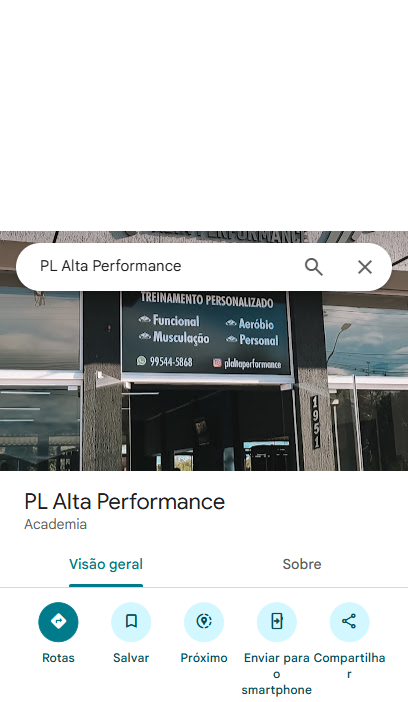 PL Alta Performance
TREINAMENTO PERSONALIZADO
Funcional
Aeróbio
Musculação
Personal
99544-5868
plaltaperformance
1951
PL Alta Performance
Academia
Visão geral
Sobre
Rotas
Salvar
Próximo
Enviar para
o
smartphone
Compartilha
r